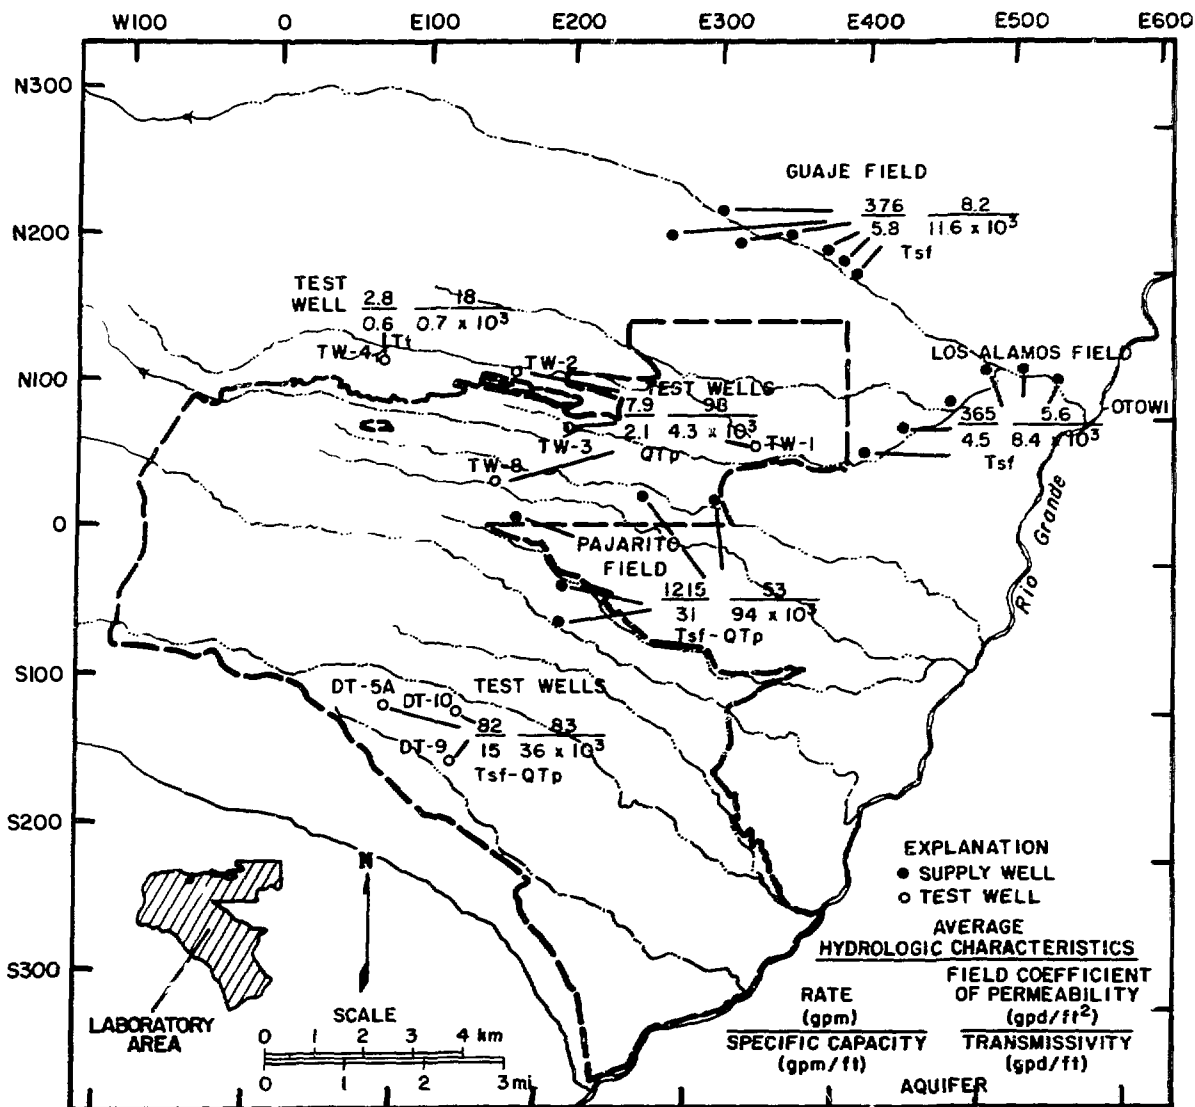 W100 0 E100 E200 E300 E400 E500 E600
N300
N200
N100
0
S100
S200
S300
GUAJE FIELD
376 8.2
5.8 11.6 x 10³
Tsf
TEST
WELL
2.8 18
0.6 0.7 x 10³
Tt
TW-4
TW-2
LOS ALAMOS FIELD
OTOWI
365 5.6
4.5 8.4 x 10³
Tsf
TEST WELLS
7.9 98
2.1 4.3 x 10³
QTp
TW-3
TW-1
TW-8
Rio Grande
PAJARITO
FIELD
1215 53
31 94 x 10³
Tsf-QTp
DT-5A
DT-10
TEST WELLS
82 83
15 36 x 10³
DT-9
Tsf-QTp
N
LABORATORY
AREA
SCALE
0 1 2 3 4 km
0 1 2 3 mi
EXPLANATION
● SUPPLY WELL
○ TEST WELL
AVERAGE
HYDROLOGIC CHARACTERISTICS
RATE
(gpm)
SPECIFIC CAPACITY
(gpm/ft)
FIELD COEFFICIENT
OF PERMEABILITY
(gpd/ft²)
TRANSMISSIVITY
(gpd/ft)
AQUIFER